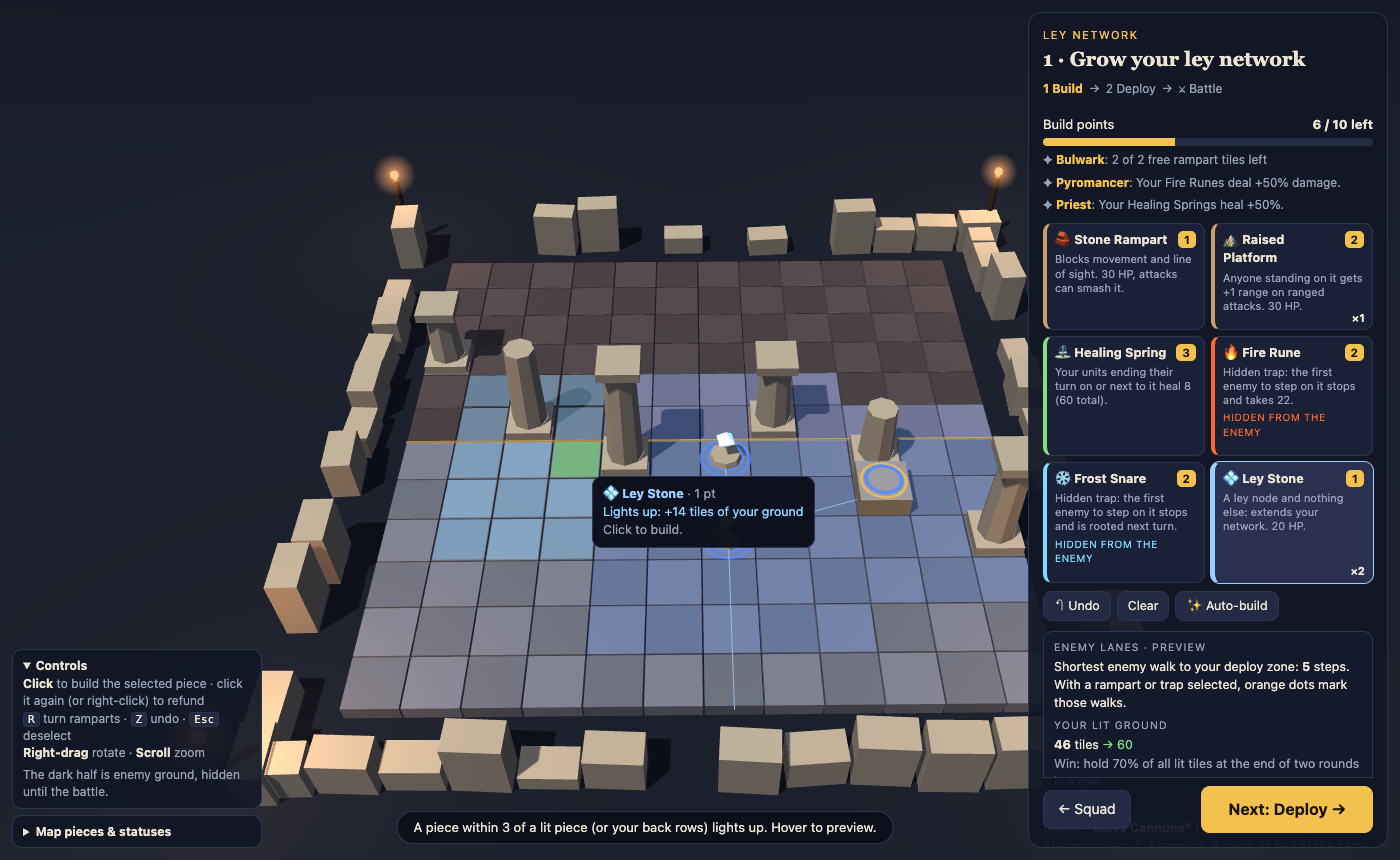 LEY NETWORK
1 · Grow your ley network
1 Build → 2 Deploy → ⚔ Battle
Build points 6 / 10 left
✦ Bulwark: 2 of 2 free rampart tiles left
✦ Pyromancer: Your Fire Runes deal +50% damage.
✦ Priest: Your Healing Springs heal +50%.
Stone Rampart 1
Blocks movement and line
of sight. 30 HP, attacks
can smash it.
Raised 2
Platform
Anyone standing on it gets
+1 range on ranged
attacks. 30 HP.
×1
Healing Spring 3
Your units ending their
turn on or next to it heal 8
(60 total).
Fire Rune 2
Hidden trap: the first
enemy to step on it stops
and takes 22.
HIDDEN FROM THE
ENEMY
Frost Snare 2
Hidden trap: the first
enemy to step on it stops
and is rooted next turn.
HIDDEN FROM THE
ENEMY
Ley Stone 1
A ley node and nothing
else: extends your
network. 20 HP.
×2
Undo Clear ✨ Auto-build
ENEMY LANES · PREVIEW
Shortest enemy walk to your deploy zone: 5 steps.
With a rampart or trap selected, orange dots mark
those walks.
YOUR LIT GROUND
46 tiles → 60
Win: hold 70% of all lit tiles at the end of two rounds
in a row.
← Squad Next: Deploy →
Ley Stone · 1 pt
Lights up: +14 tiles of your ground
Click to build.
▼ Controls
Click to build the selected piece · click
it again (or right-click) to refund
R turn ramparts · Z undo · Esc
deselect
Right-drag rotate · Scroll zoom
The dark half is enemy ground, hidden
until the battle.
▶ Map pieces & statuses
A piece within 3 of a lit piece (or your back rows) lights up. Hover to preview.